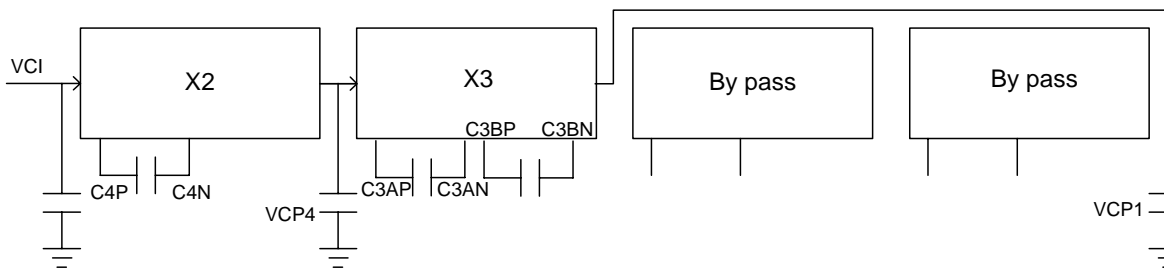 VCI
X2
X3
By pass
By pass
C3BP
C3BN
C4P
C4N
C3AP
C3AN
VCP4
VCP1